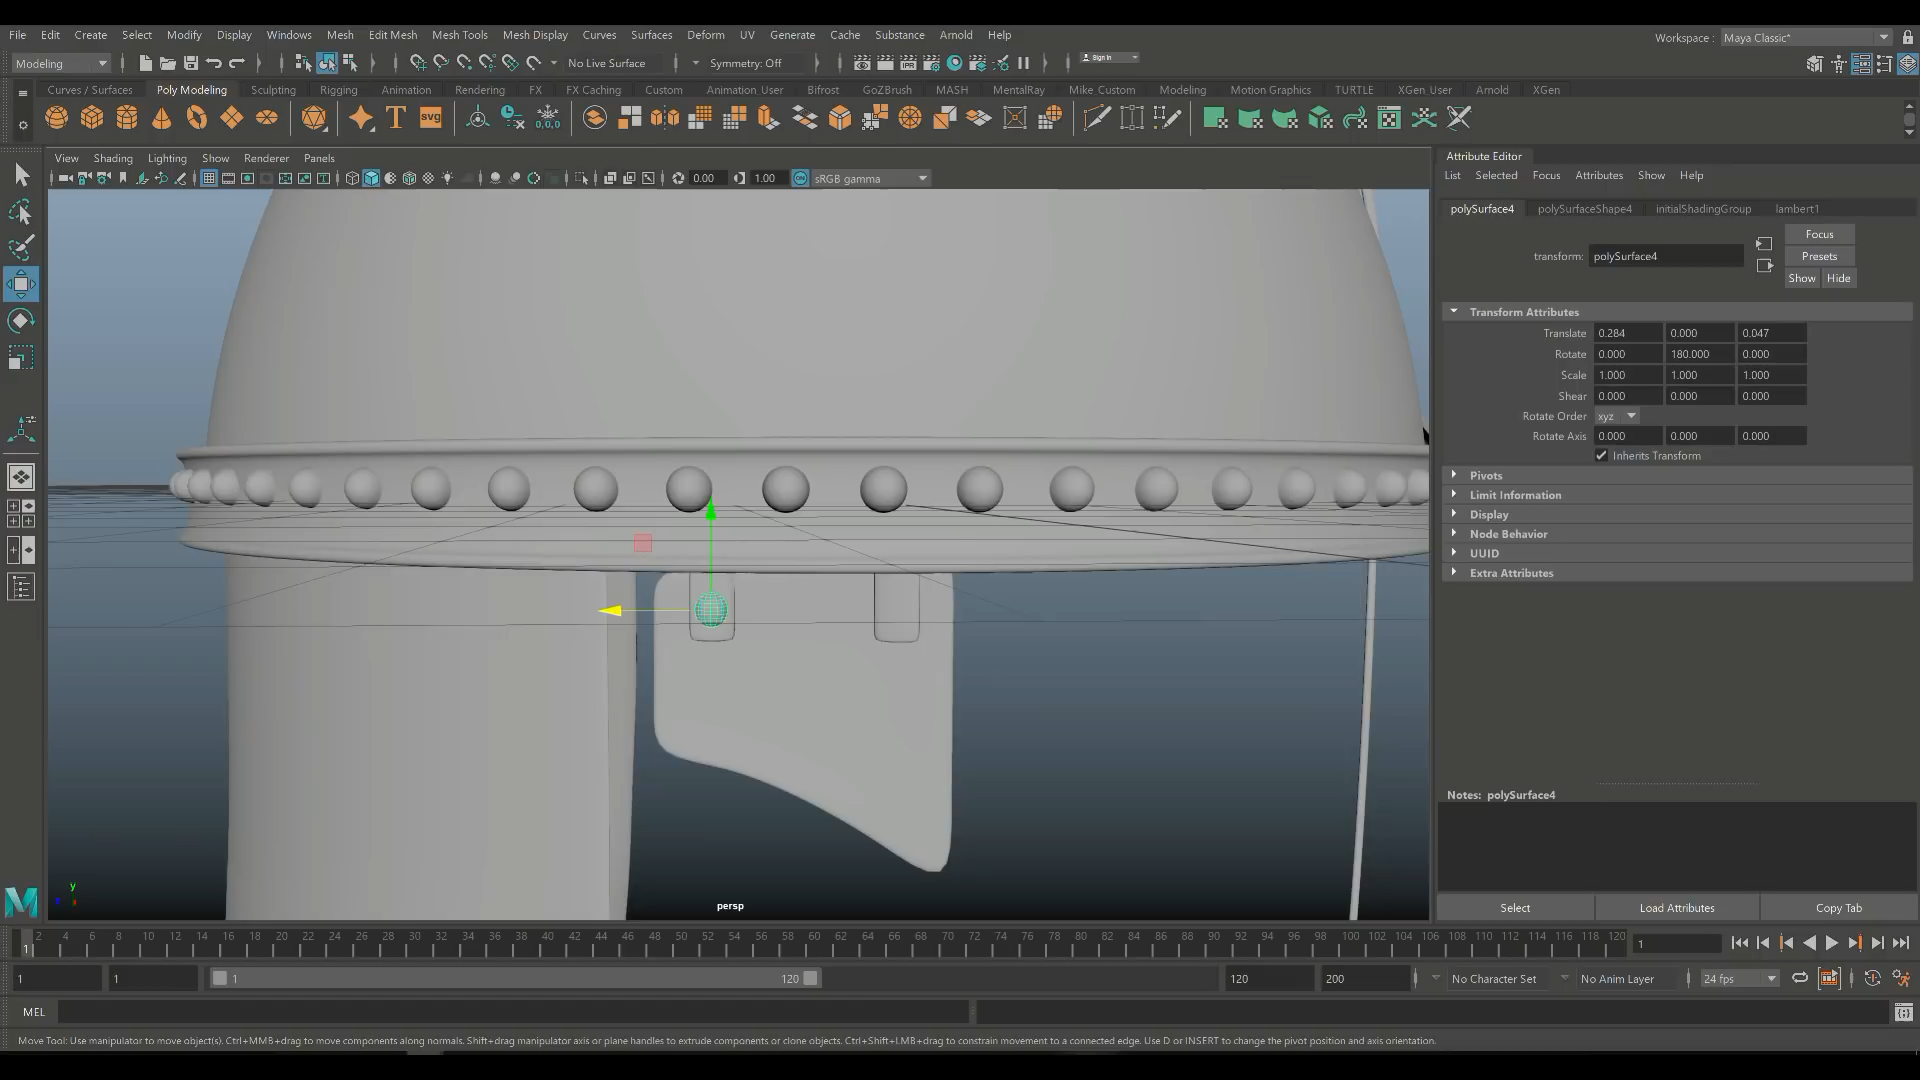 File Edit Create Select Modify Display Windows Mesh Edit Mesh Mesh Tools Mesh Display Curves Surfaces Deform UV Generate Cache Substance Arnold Help
Workspace : Maya Classic*
Modeling No Live Surface Symmetry: Off Sign In
Curves / Surfaces Poly Modeling Sculpting Rigging Animation Rendering FX FX Caching Custom Animation_User Bifrost GoZBrush MASH MentalRay Mike_Custom Modeling Motion Graphics TURTLE XGen_User Arnold XGen
T svg 0,0,0
View Shading Lighting Show Renderer Panels
0.00 1.00 ON sRGB gamma
Attribute Editor
List Selected Focus Attributes Show Help
polySurface4 polySurfaceShape4 initialShadingGroup lambert1
Focus
transform: polySurface4 Presets
Show Hide
Transform Attributes
Translate 0.284 0.000 0.047
Rotate 0.000 180.000 0.000
Scale 1.000 1.000 1.000
Shear 0.000 0.000 0.000
Rotate Order xyz
Rotate Axis 0.000 0.000 0.000
Inherits Transform
Pivots
Limit Information
Display
Node Behavior
UUID
Extra Attributes
Notes: polySurface4
y
persp
Select Load Attributes Copy Tab
2 4 6 8 10 12 14 16 18 20 22 24 26 28 30 32 34 36 38 40 42 44 46 48 50 52 54 56 58 60 62 64 66 68 70 72 74 76 78 80 82 84 86 88 90 92 94 96 98 100 102 104 106 108 110 112 114 116 118 120
1 1
1 1 1 120 120 200 No Character Set No Anim Layer 24 fps
MEL
Move Tool: Use manipulator to move object(s). Ctrl+MMB+drag to move components along normals. Shift+drag manipulator axis or plane handles to extrude components or clone objects. Ctrl+Shift+LMB+drag to constrain movement to a connected edge. Use D or INSERT to change the pivot position and axis orientation.